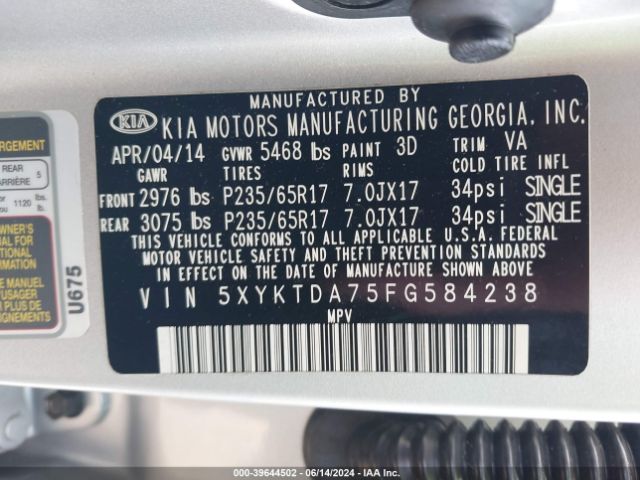 MANUFACTURED BY
KIA KIA MOTORS MANUFACTURING GEORGIA, INC.
APR/04/14 GVWR 5468 lbs PAINT 3D TRIM VA
GAWR TIRES RIMS COLD TIRE INFL
FRONT 2976 lbs P235/65R17 7.0JX17 34psi SINGLE
REAR 3075 lbs P235/65R17 7.0JX17 34psi SINGLE
THIS VEHICLE CONFORMS TO ALL APPLICABLE U.S.A. FEDERAL
MOTOR VEHICLE SAFETY AND THEFT PREVENTION STANDARDS
IN EFFECT ON THE DATE OF MANUFACTURE SHOWN ABOVE.
VIN 5XYKTDA75FG584238
MPV
REAR 5
1120 lbs.
U675
000-39644502 - 06/14/2024 - IAA Inc.